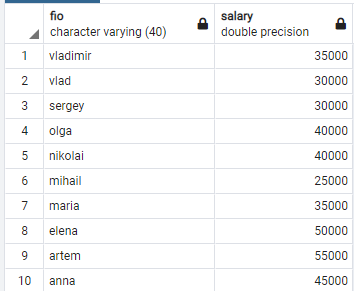 fio salary
character varying (40) double precision
1 vladimir 35000
2 vlad 30000
3 sergey 30000
4 olga 40000
5 nikolai 40000
6 mihail 25000
7 maria 35000
8 elena 50000
9 artem 55000
10 anna 45000